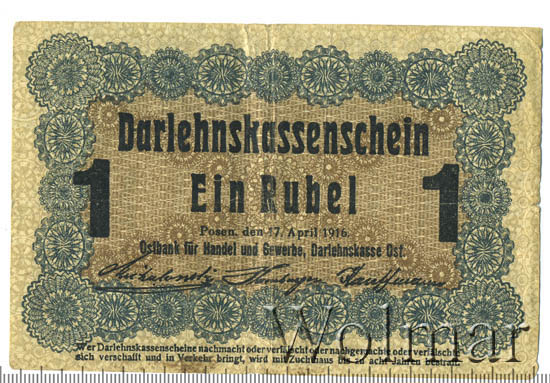 Darlehnskassenschein
1 Ein Rubel 1
Posen, den 17. April 1916.
Ostbank für Handel und Gewerbe, Darlehnskasse Ost.
Kauffmann
Wer Darlehnskassenscheine nachmacht oder verfälscht oder nachgemachte oder verfälschte
sich verschafft und in Verkehr bringt, wird mit Zuchthaus bis zu acht Jahren bestraft.
Wolmar